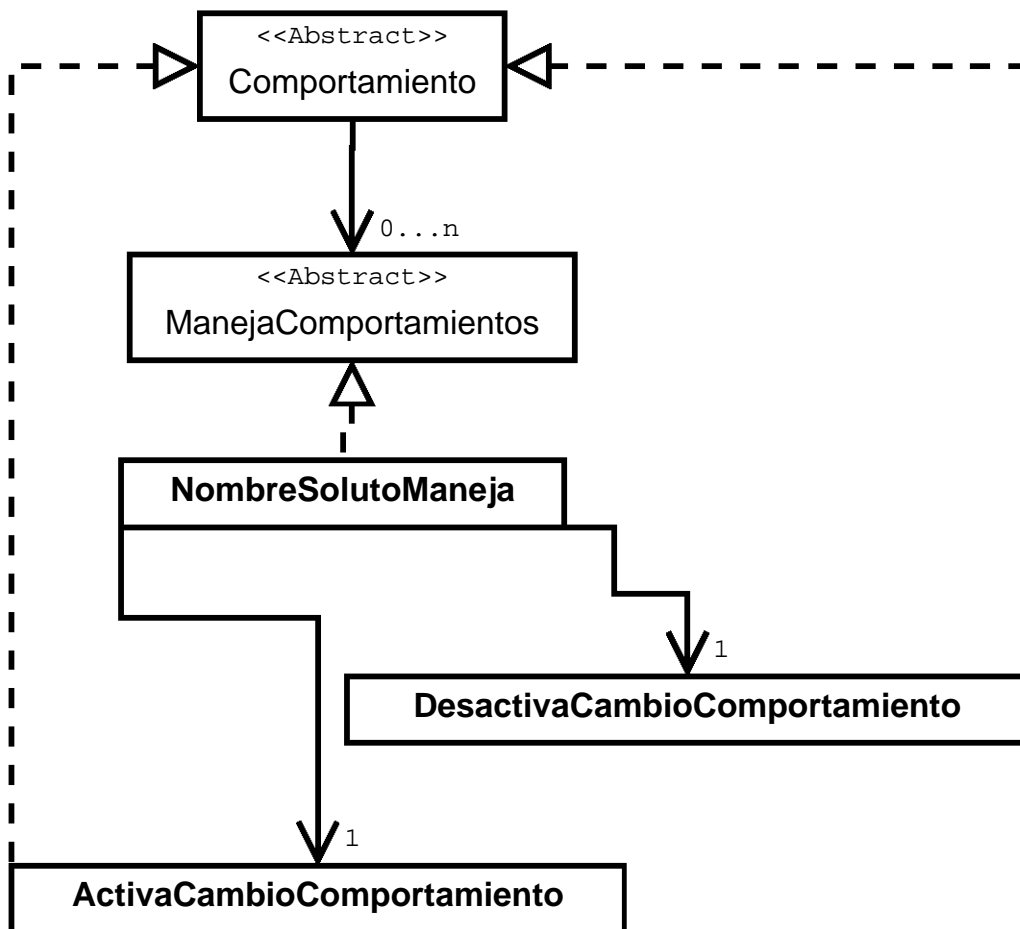 <<Abstract>>
Comportamiento
0...n
<<Abstract>>
ManejaComportamientos
NombreSolutoManeja
1
DesactivaCambioComportamiento
1
ActivaCambioComportamiento